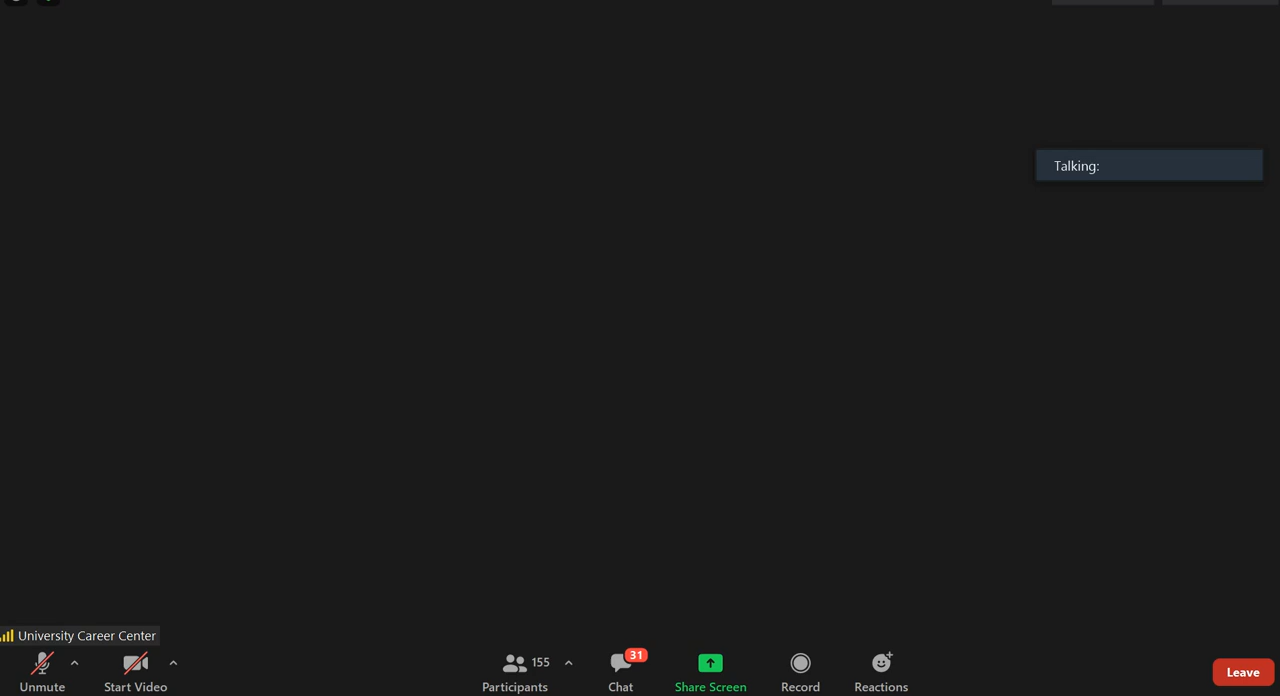 Talking:
University Career Center
Unmute
Start Video
155
Participants
31
Chat
Share Screen
Record
Reactions
Leave